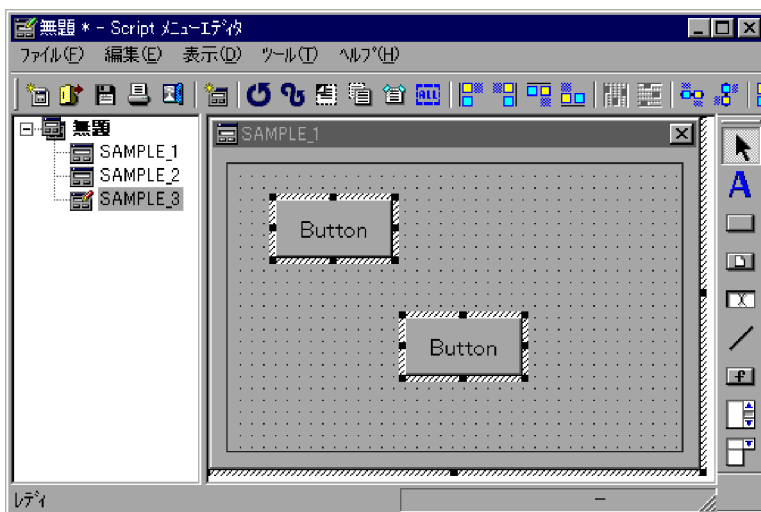 無題 * - Script ﾒﾆｭｰｴﾃﾞｨﾀ
ﾌｧｲﾙ(F) 編集(E) 表示(D) ﾂｰﾙ(T) ﾍﾙﾌﾟ(H)
ALL
無題
SAMPLE_1
SAMPLE_2
SAMPLE_3
SAMPLE_1
Button
Button
A
f
ﾚﾃﾞｨ